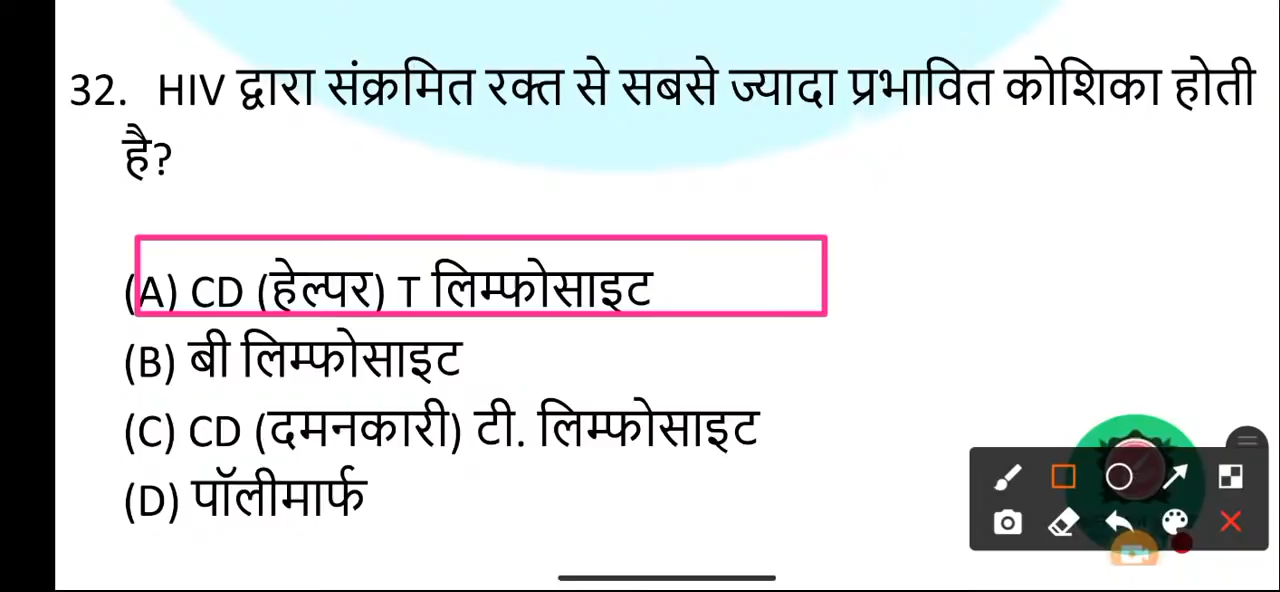 32. HIV द्वारा संक्रमित रक्त से सबसे ज्यादा प्रभावित कोशिका होती
है?
(A) CD (हेल्पर) T लिम्फोसाइट
(B) बी लिम्फोसाइट
(C) CD (दमनकारी) टी. लिम्फोसाइट
(D) पॉलीमार्फ